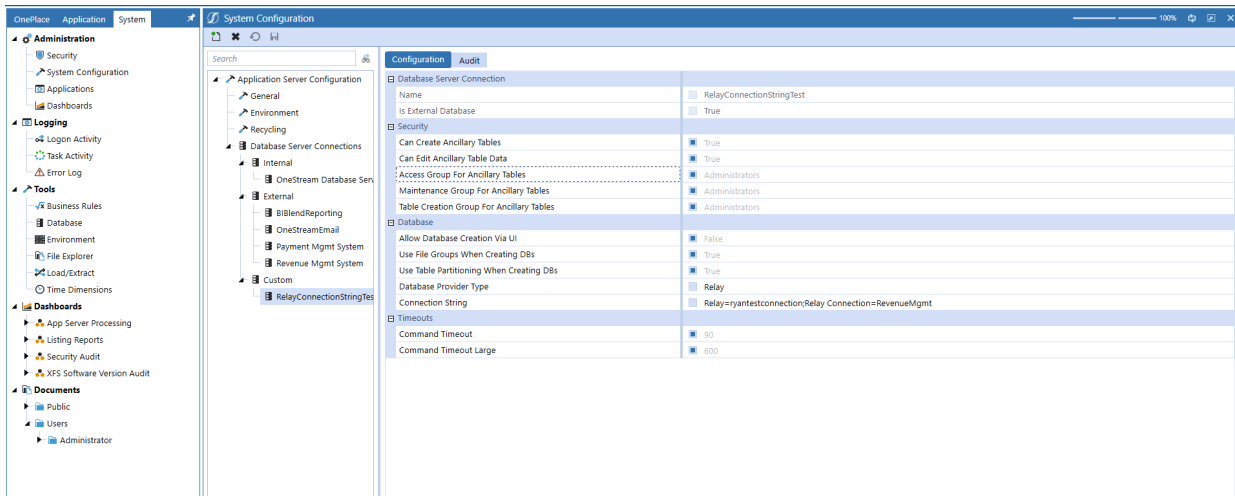 OnePlace Application System
System Configuration
100%
Administration
Security
System Configuration
Applications
Dashboards
Logging
Logon Activity
Task Activity
Error Log
Tools
Business Rules
Database
Environment
File Explorer
Load/Extract
Time Dimensions
Dashboards
App Server Processing
Listing Reports
Security Audit
XFS Software Version Audit
Documents
Public
Users
Administrator
Search
Application Server Configuration
General
Environment
Recycling
Database Server Connections
Internal
OneStream Database Serv
External
BIBlendReporting
OneStreamEmail
Payment Mgmt System
Revenue Mgmt System
Custom
RelayConnectionStringTes
Configuration Audit
Database Server Connection
Name RelayConnectionStringTest
Is External Database True
Security
Can Create Ancillary Tables True
Can Edit Ancillary Table Data True
Access Group For Ancillary Tables Administrators
Maintenance Group For Ancillary Tables Administrators
Table Creation Group For Ancillary Tables Administrators
Database
Allow Database Creation Via UI False
Use File Groups When Creating DBs True
Use Table Partitioning When Creating DBs True
Database Provider Type Relay
Connection String Relay=ryantestconnection;Relay Connection=RevenueMgmt
Timeouts
Command Timeout 90
Command Timeout Large 600